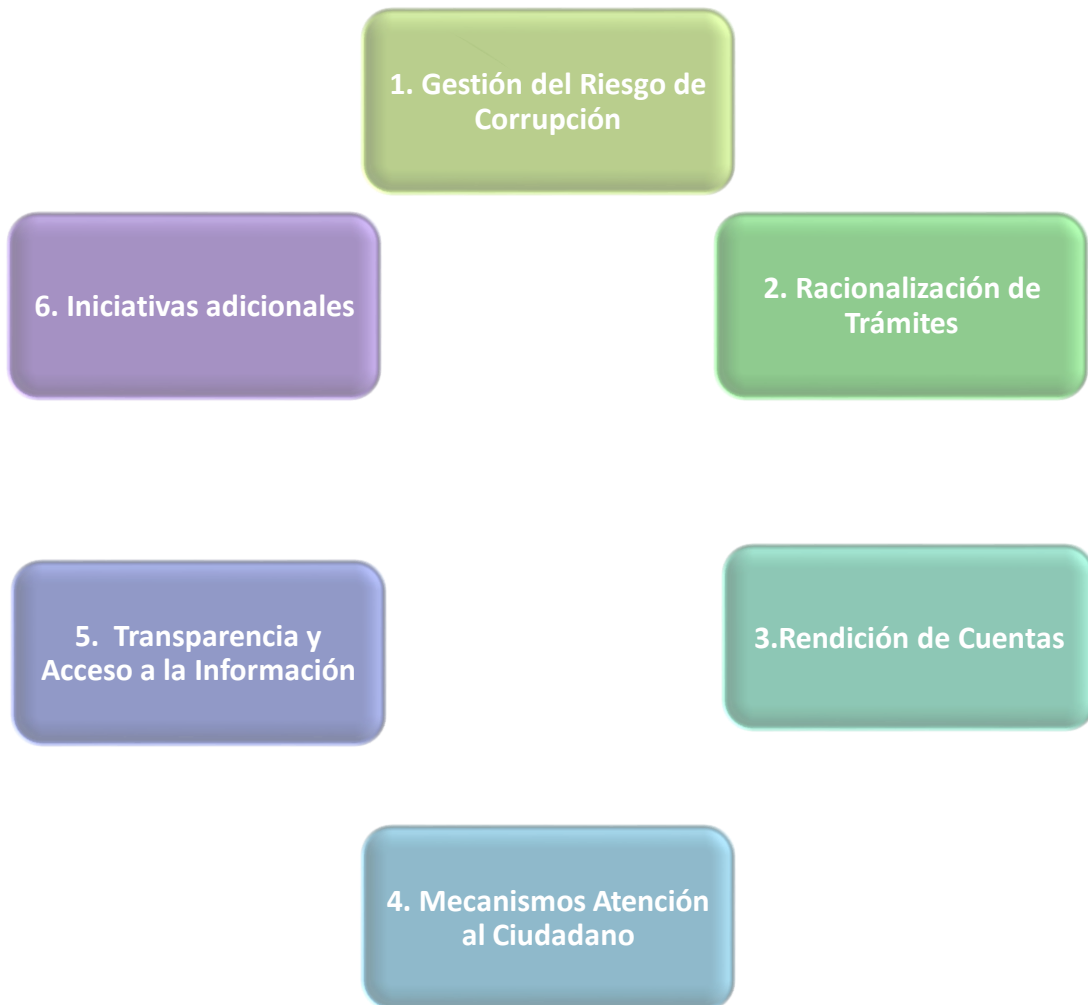 1. Gestión del Riesgo de
Corrupción
2. Racionalización de
Trámites
3.Rendición de Cuentas
4. Mecanismos Atención
al Ciudadano
5.  Transparencia y
Acceso a la Información
6. Iniciativas adicionales